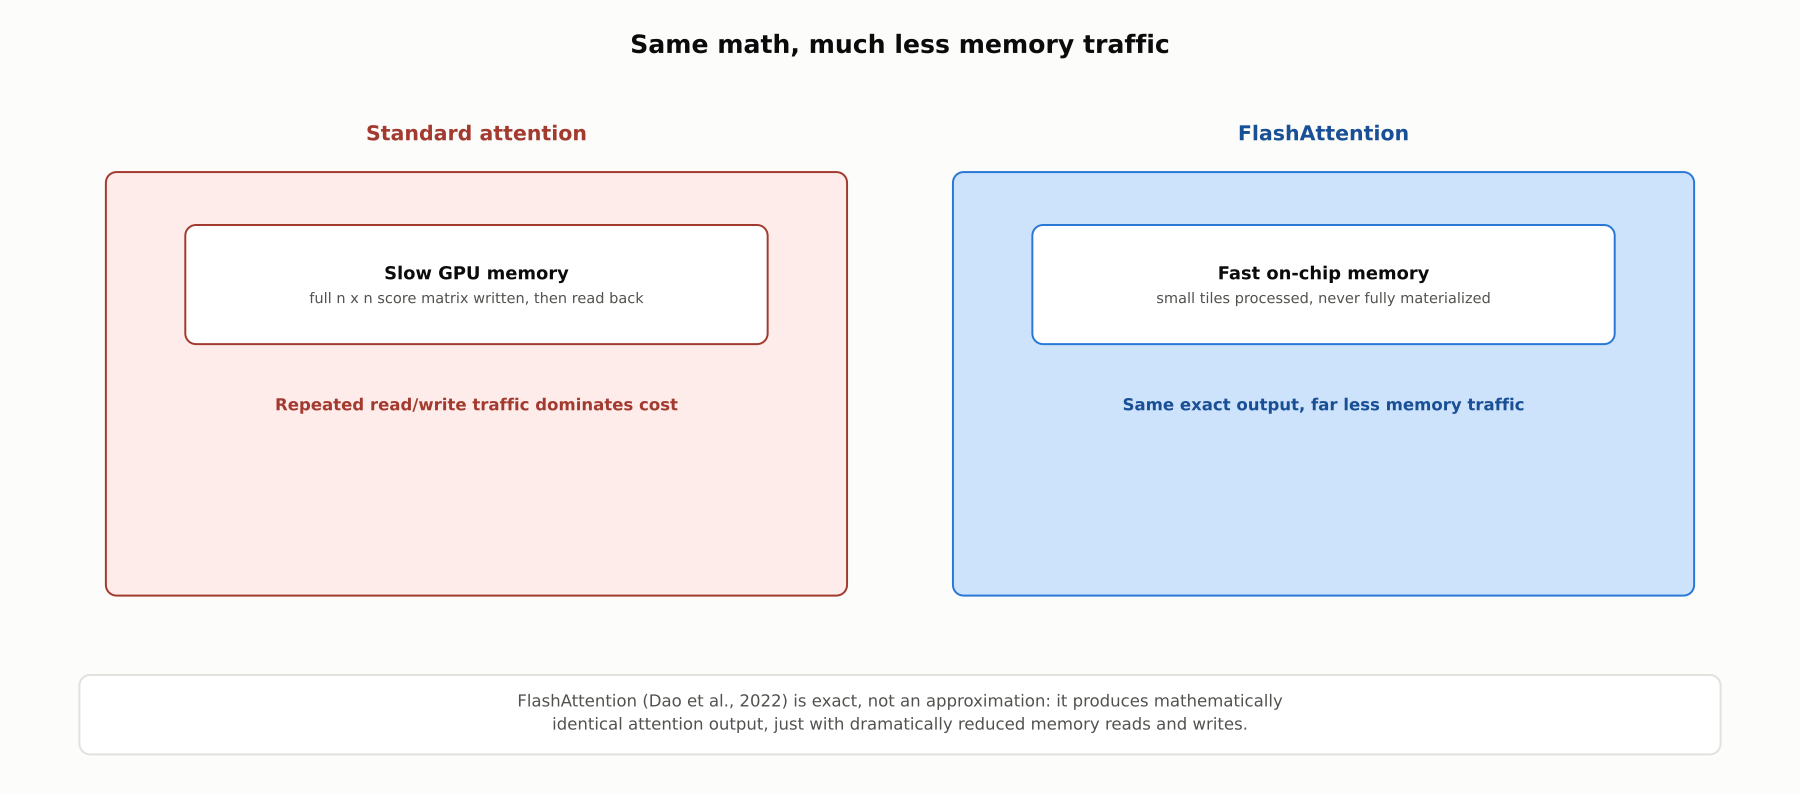 Same math, much less memory traffic
Standard attention
Slow GPU memory
full n x n score matrix written, then read back
Repeated read/write traffic dominates cost
FlashAttention
Fast on-chip memory
small tiles processed, never fully materialized
Same exact output, far less memory traffic
FlashAttention (Dao et al., 2022) is exact, not an approximation: it produces mathematically
identical attention output, just with dramatically reduced memory reads and writes.